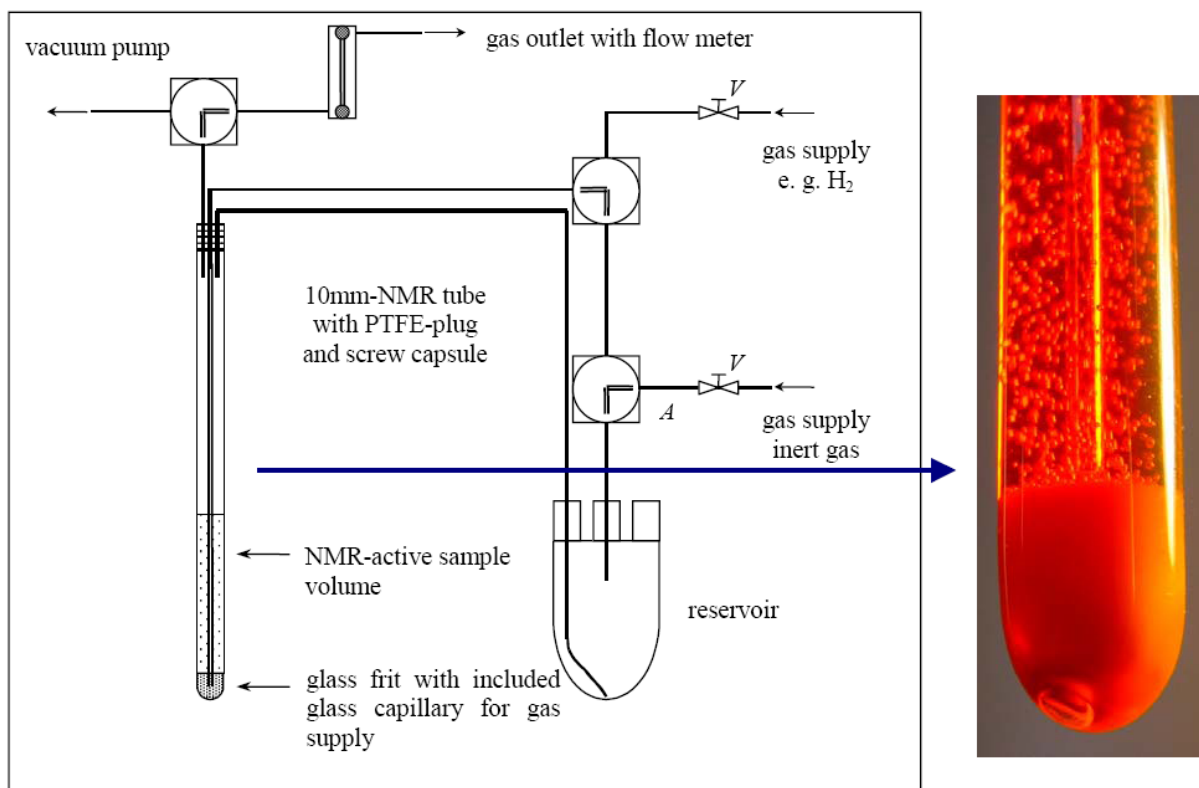 vacuum pump
gas outlet with flow meter
V
gas supply
e. g. H₂
10mm-NMR tube
with PTFE-plug
and screw capsule
V
A
gas supply
inert gas
NMR-active sample
volume
reservoir
glass frit with included
glass capillary for gas
supply